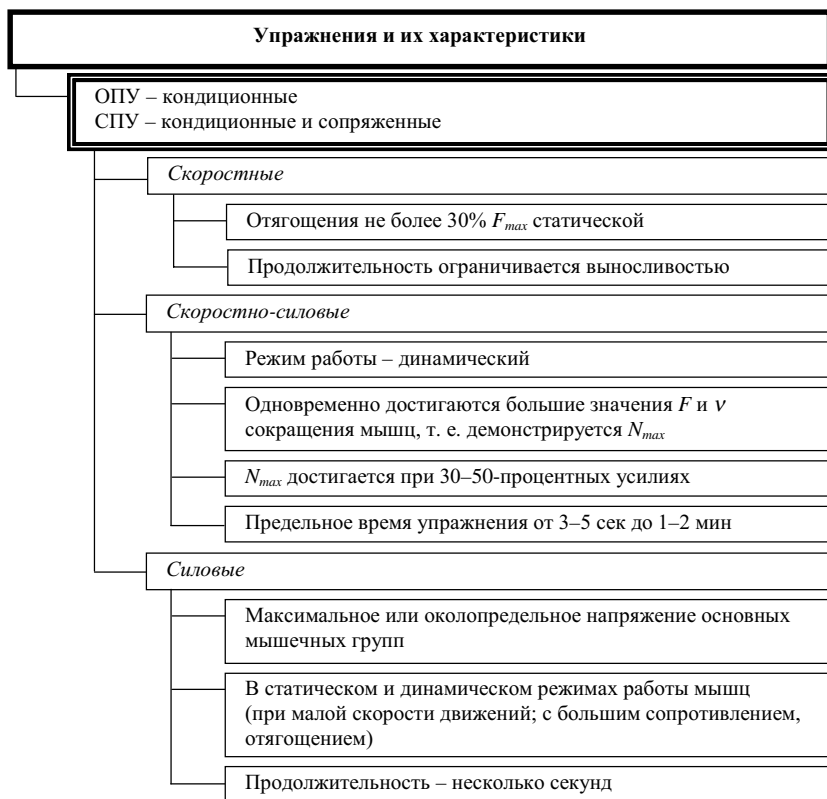 Упражнения и их характеристики
ОПУ – кондиционные
СПУ – кондиционные и сопряженные
Скоростные
Отягощения не более 30% Fmax статической
Продолжительность ограничивается выносливостью
Скоростно-силовые
Режим работы – динамический
Одновременно достигаются большие значения F и ν
сокращения мышц, т. е. демонстрируется Nmax
Nmax достигается при 30–50-процентных усилиях
Предельное время упражнения от 3–5 сек до 1–2 мин
Силовые
Максимальное или околопредельное напряжение основных
мышечных групп
В статическом и динамическом режимах работы мышц
(при малой скорости движений; с большим сопротивлением,
отягощением)
Продолжительность – несколько секунд